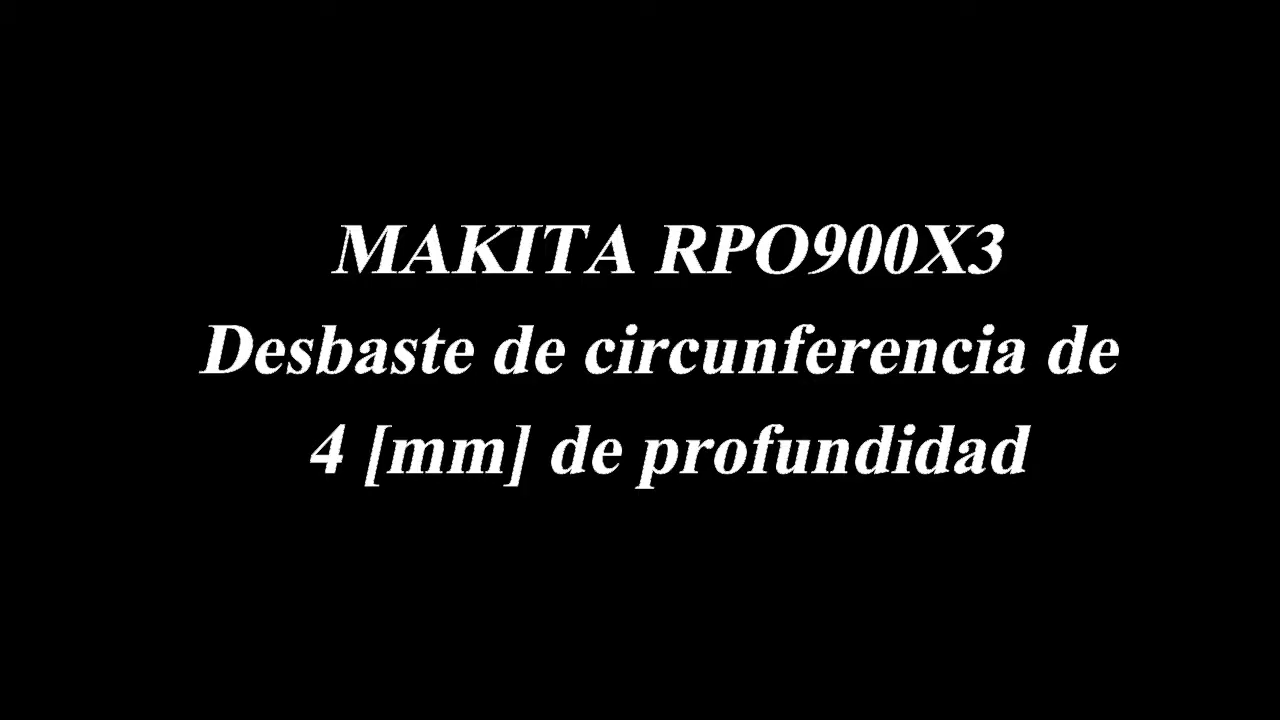 MAKITA RPO900X3
Desbaste de circunferencia de
4 [mm] de profundidad